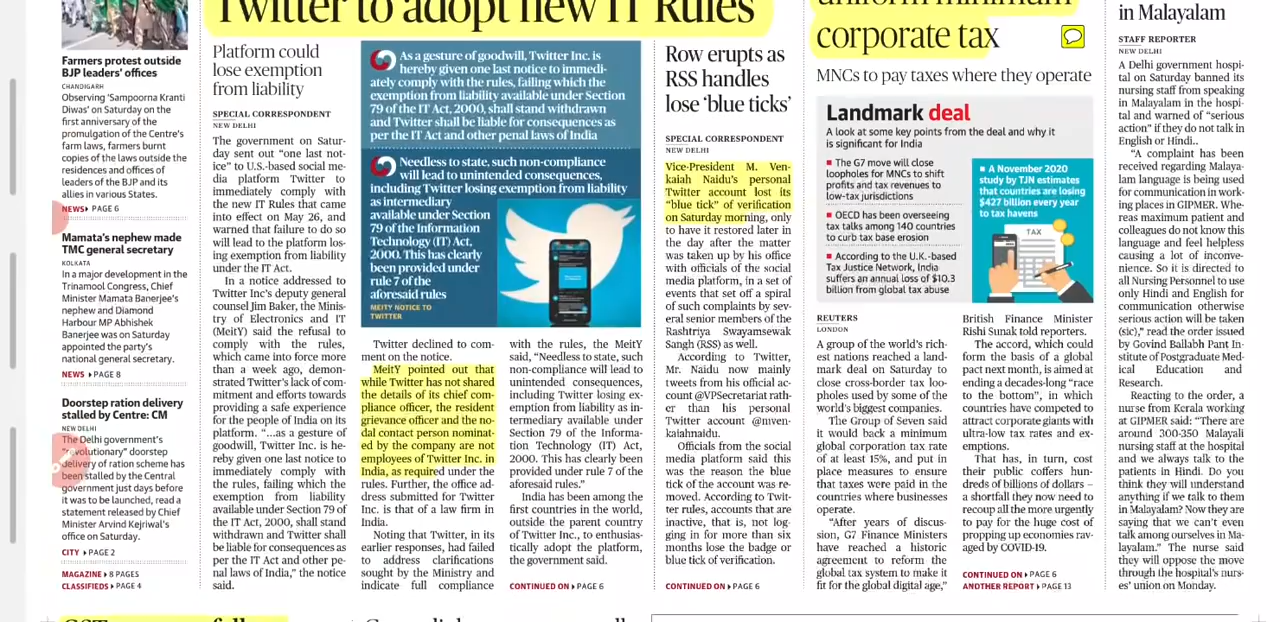 Farmers protest outside
BJP leaders' offices
CHANDIGARH
Observing 'Sampoorna Kranti
Diwas' on Saturday on the
first anniversary of the
promulgation of the Centre's
farm laws, farmers burnt
copies of the laws outside the
residences and offices of
leaders of the BJP and its
allies in various States.
NEWS PAGE 6
Mamata's nephew made
TMC general secretary
KOLKATA
In a major development in the
Trinamool Congress, Chief
Minister Mamata Banerjee's
nephew and Diamond
Harbour MP Abhishek
Banerjee was on Saturday
appointed the party's
national general secretary.
NEWS PAGE 8
Doorstep ration delivery
stalled by Centre: CM
NEW DELHI
The Delhi government's
"revolutionary" doorstep
delivery of ration scheme has
been stalled by the Central
government just days before
it was to be launched, read a
statement released by Chief
Minister Arvind Kejriwal's
office on Saturday.
CITY PAGE 2
MAGAZINE 8 PAGES
CLASSIFIEDS PAGE 4
Twitter to adopt new IT Rules
Platform could
lose exemption
from liability
SPECIAL CORRESPONDENT
NEW DELHI
The government on Satur-
day sent out "one last not-
ice" to U.S.-based social me-
dia platform Twitter to
immediately comply with
the new IT Rules that came
into effect on May 26, and
warned that failure to do so
will lead to the platform los-
ing exemption from liability
under the IT Act.
In a notice addressed to
Twitter Inc's deputy general
counsel Jim Baker, the Minis-
try of Electronics and IT
(MeitY) said the refusal to
comply with the rules,
which came into force more
than a week ago, demon-
strated Twitter's lack of com-
mitment and efforts towards
providing a safe experience
for the people of India on its
platform. "...as a gesture of
goodwill, Twitter Inc. is he-
reby given one last notice to
immediately comply with
the rules, failing which the
exemption from liability
available under Section 79 of
the IT Act, 2000, shall stand
withdrawn and Twitter shall
be liable for consequences as
per the IT Act and other pe-
nal laws of India," the notice
said.
As a gesture of goodwill, Twitter Inc. is
hereby given one last notice to immedi-
ately comply with the rules, failing which the
exemption from liability available under Section
79 of the IT Act, 2000, shall stand withdrawn
and Twitter shall be liable for consequences as
per the IT Act and other penal laws of India
Needless to state, such non-compliance
will lead to unintended consequences,
including Twitter losing exemption from liability
as intermediary
available under Section
79 of the Information
Technology (IT) Act,
2000. This has clearly
been provided under
rule 7 of the
aforesaid rules
MEITY NOTICE TO
TWITTER
Twitter declined to com-
ment on the notice.
MeitY pointed out that
while Twitter has not shared
the details of its chief com-
pliance officer, the resident
grievance officer and the no-
dal contact person nominat-
ed by the company are not
employees of Twitter Inc. in
India, as required under the
rules. Further, the office ad-
dress submitted for Twitter
Inc. is that of a law firm in
India.
Noting that Twitter, in its
earlier responses, had failed
to address clarifications
sought by the Ministry and
indicate full compliance
with the rules, the MeitY
said, "Needless to state, such
non-compliance will lead to
unintended consequences,
including Twitter losing ex-
emption from liability as in-
termediary available under
Section 79 of the Informa-
tion Technology (IT) Act,
2000. This has clearly been
provided under rule 7 of the
aforesaid rules."
India has been among the
first countries in the world,
outside the parent country
of Twitter Inc., to enthusias-
tically adopt the platform,
the government said.
CONTINUED ON PAGE 6
Row erupts as
RSS handles
lose 'blue ticks'
SPECIAL CORRESPONDENT
NEW DELHI
Vice-President M. Ven-
kaiah Naidu's personal
Twitter account lost its
"blue tick" of verification
on Saturday morning, only
to have it restored later in
the day after the matter
was taken up by his office
with officials of the social
media platform, in a set of
events that set off a spiral
of such complaints by sev-
eral senior members of the
Rashtriya Swayamsewak
Sangh (RSS) as well.
According to Twitter,
Mr. Naidu now mainly
tweets from his official ac-
count @VPSecretariat rath-
er than his personal
Twitter account @mven-
kaiahnaidu.
Officials from the social
media platform said this
was the reason the blue
tick of the account was re-
moved. According to Twit-
ter rules, accounts that are
inactive, that is, not log-
ging in for more than six
months lose the badge or
blue tick of verification.
CONTINUED ON PAGE 6
uniform minimum
corporate tax
MNCs to pay taxes where they operate
Landmark deal
A look at some key points from the deal and why it
is significant for India
The G7 move will close
loopholes for MNCs to shift
profits and tax revenues to
low-tax jurisdictions
OECD has been overseeing
tax talks among 140 countries
to curb tax base erosion
According to the U.K.-based
Tax Justice Network, India
suffers an annual loss of $10.3
billion from global tax abuse
A November 2020
study by TJN estimates
that countries are losing
$427 billion every year
to tax havens
TAX
REUTERS
LONDON
A group of the world's rich-
est nations reached a land-
mark deal on Saturday to
close cross-border tax loo-
pholes used by some of the
world's biggest companies.
The Group of Seven said
it would back a minimum
global corporation tax rate
of at least 15%, and put in
place measures to ensure
that taxes were paid in the
countries where businesses
operate.
"After years of discus-
sion, G7 Finance Ministers
have reached a historic
agreement to reform the
global tax system to make it
fit for the global digital age,"
British Finance Minister
Rishi Sunak told reporters.
The accord, which could
form the basis of a global
pact next month, is aimed at
ending a decades-long "race
to the bottom", in which
countries have competed to
attract corporate giants with
ultra-low tax rates and ex-
emptions.
That has, in turn, cost
their public coffers hun-
dreds of billions of dollars –
a shortfall they now need to
recoup all the more urgently
to pay for the huge cost of
propping up economies rav-
aged by COVID-19.
CONTINUED ON PAGE 6
ANOTHER REPORT PAGE 13
in Malayalam
STAFF REPORTER
NEW DELHI
A Delhi government hospi-
tal on Saturday banned its
nursing staff from speaking
in Malayalam in the hospi-
tal and warned of "serious
action" if they do not talk in
English or Hindi..
"A complaint has been
received regarding Malaya-
lam language is being used
for communication in work-
ing places in GIPMER. Whe-
reas maximum patient and
colleagues do not know this
language and feel helpless
causing a lot of inconve-
nience. So it is directed to
all Nursing Personnel to use
only Hindi and English for
communication otherwise
serious action will be taken
(sic)," read the order issued
by Govind Ballabh Pant In-
stitute of Postgraduate Med-
ical Education and
Research.
Reacting to the order, a
nurse from Kerala working
at GIPMER said: "There are
around 300-350 Malayali
nursing staff at the hospital
and we always talk to the
patients in Hindi. Do you
think they will understand
anything if we talk to them
in Malayalam? Now they are
saying that we can't even
talk among ourselves in Ma-
layalam." The nurse said
they will oppose the move
through the hospital's nurs-
es' union on Monday.